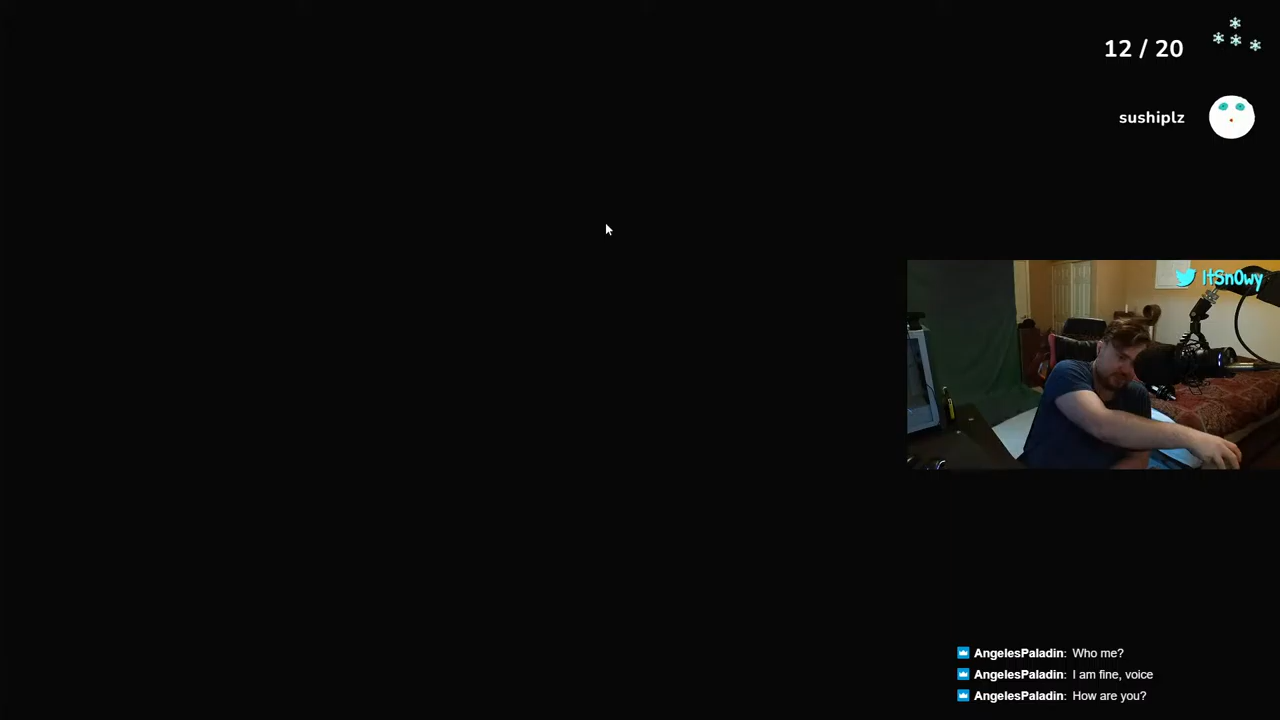 12 / 20
sushiplz
ItSn0wy
AngelesPaladin: Who me?
AngelesPaladin: I am fine, voice
AngelesPaladin: How are you?